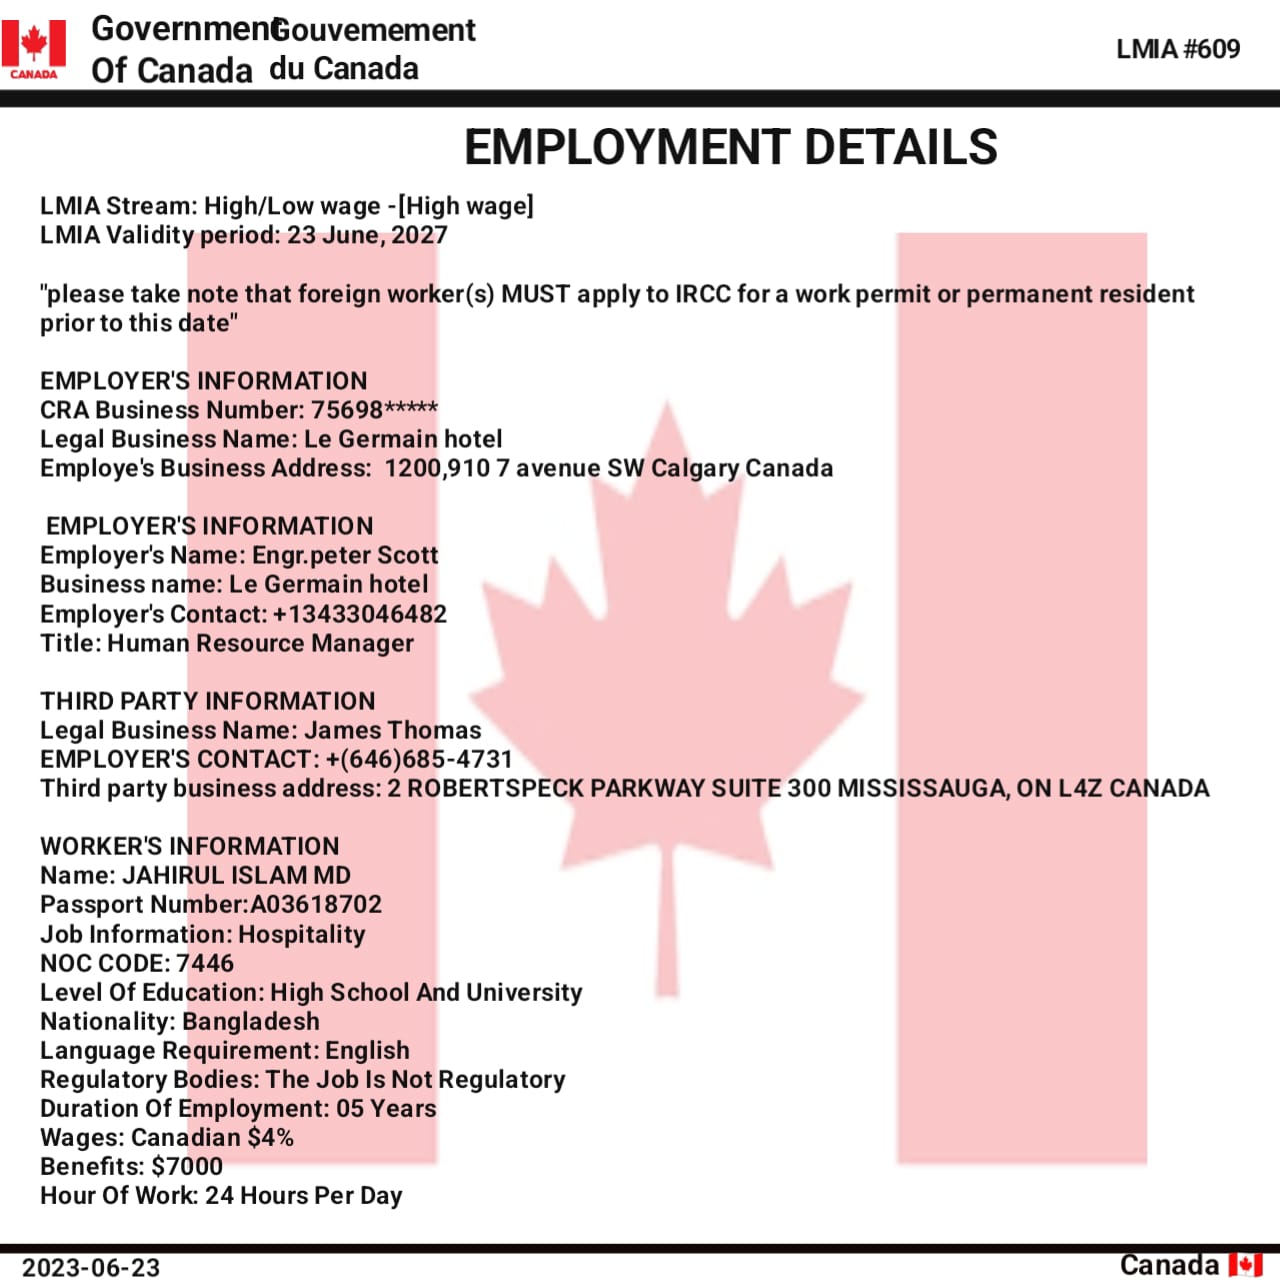 CANADA
Government Gouvemement
Of Canada du Canada
LMIA #609
EMPLOYMENT DETAILS
LMIA Stream: High/Low wage -[High wage]
LMIA Validity period: 23 June, 2027
"please take note that foreign worker(s) MUST apply to IRCC for a work permit or permanent resident
prior to this date"
EMPLOYER'S INFORMATION
CRA Business Number: 75698*****
Legal Business Name: Le Germain hotel
Employe's Business Address: 1200,910 7 avenue SW Calgary Canada
EMPLOYER'S INFORMATION
Employer's Name: Engr.peter Scott
Business name: Le Germain hotel
Employer's Contact: +13433046482
Title: Human Resource Manager
THIRD PARTY INFORMATION
Legal Business Name: James Thomas
EMPLOYER'S CONTACT: +(646)685-4731
Third party business address: 2 ROBERTSPECK PARKWAY SUITE 300 MISSISSAUGA, ON L4Z CANADA
WORKER'S INFORMATION
Name: JAHIRUL ISLAM MD
Passport Number:A03618702
Job Information: Hospitality
NOC CODE: 7446
Level Of Education: High School And University
Nationality: Bangladesh
Language Requirement: English
Regulatory Bodies: The Job Is Not Regulatory
Duration Of Employment: 05 Years
Wages: Canadian $4%
Benefits: $7000
Hour Of Work: 24 Hours Per Day
2023-06-23
Canada